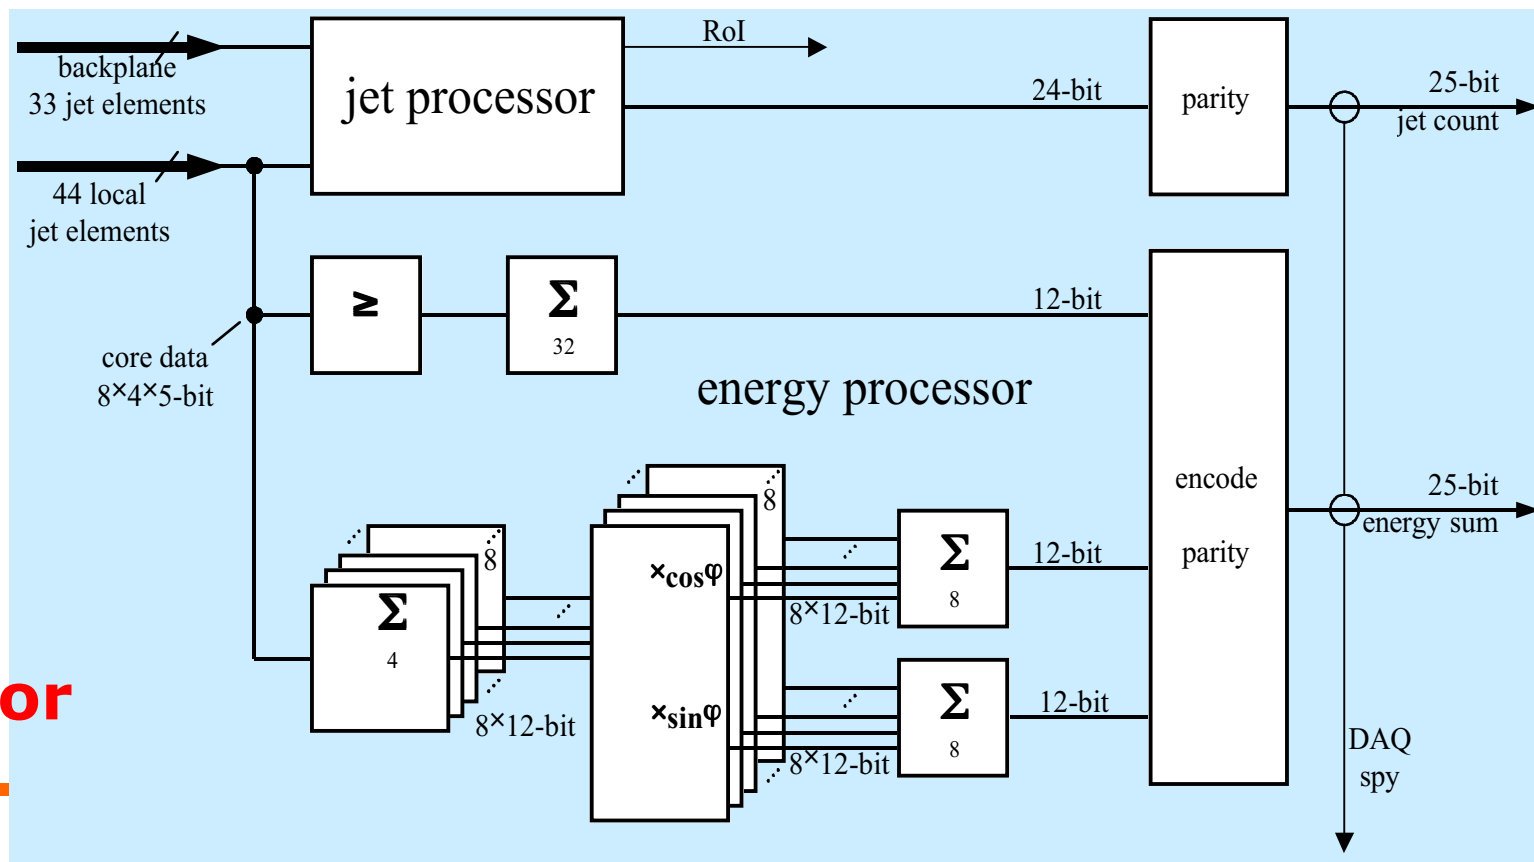 RoI
backplane
33 jet elements
jet processor
24-bit
parity
25-bit
jet count
44 local
jet elements
≥
Σ
32
12-bit
core data
8×4×5-bit
energy processor
encode
parity
25-bit
energy sum
8
8
Σ
4
8×12-bit
×cosφ
×sinφ
8×12-bit
Σ
8
12-bit
8×12-bit
Σ
8
12-bit
DAQ
spy
or